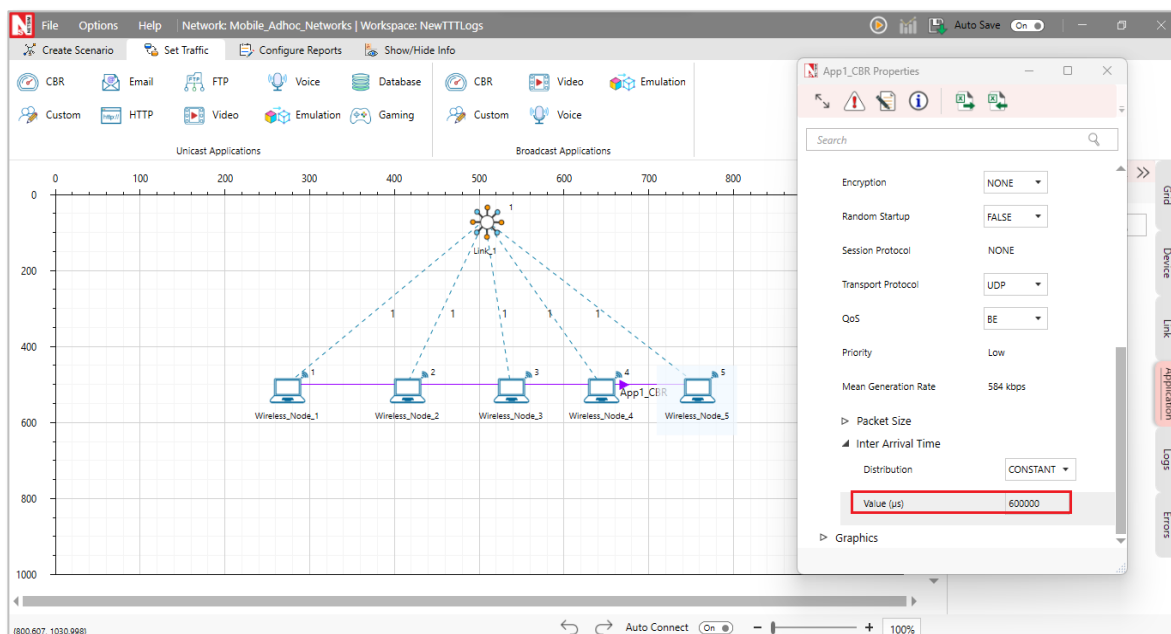 File Options Help Network: Mobile_Adhoc_Networks | Workspace: NewTTTLogs Auto Save On
Create Scenario Set Traffic Configure Reports Show/Hide Info
CBR Email FTP Voice Database CBR Video Emulation
Custom HTTP Video Emulation Gaming Custom Voice
Unicast Applications Broadcast Applications
0 100 200 300 400 500 600 700 800
0
200
400
600
800
1000
1
Link_1
1 1 1 1 1
1 2 3 4 5
App1_CBR
Wireless_Node_1 Wireless_Node_2 Wireless_Node_3 Wireless_Node_4 Wireless_Node_5
App1_CBR Properties
Search
Encryption NONE
Random Startup FALSE
Session Protocol NONE
Transport Protocol UDP
QoS BE
Priority Low
Mean Generation Rate 584 kbps
Packet Size
Inter Arrival Time
Distribution CONSTANT
Value (µs) 600000
Graphics
Grid
Device
Link
Application
Logs
Errors
(800.607, 1030.998) Auto Connect On 100%